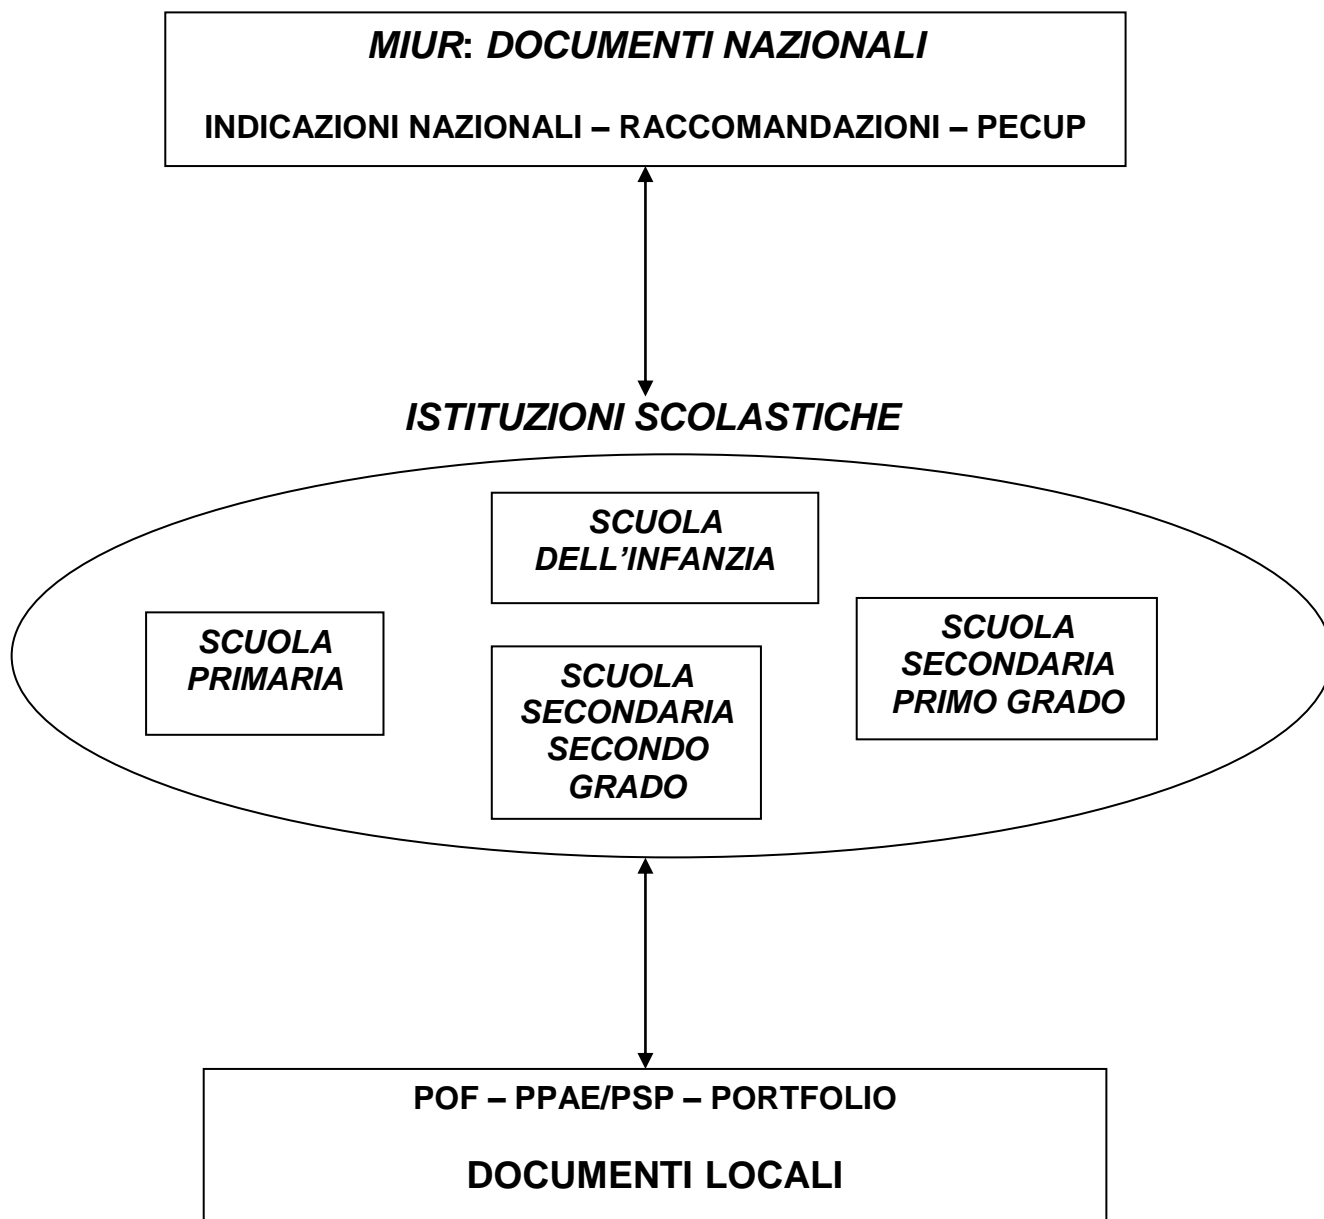 MIUR: DOCUMENTI NAZIONALI
INDICAZIONI NAZIONALI – RACCOMANDAZIONI – PECUP
ISTITUZIONI SCOLASTICHE
SCUOLA
DELL’INFANZIA
SCUOLA
PRIMARIA
SCUOLA
SECONDARIA
SECONDO
GRADO
SCUOLA
SECONDARIA
PRIMO GRADO
POF – PPAE/PSP – PORTFOLIO
DOCUMENTI LOCALI